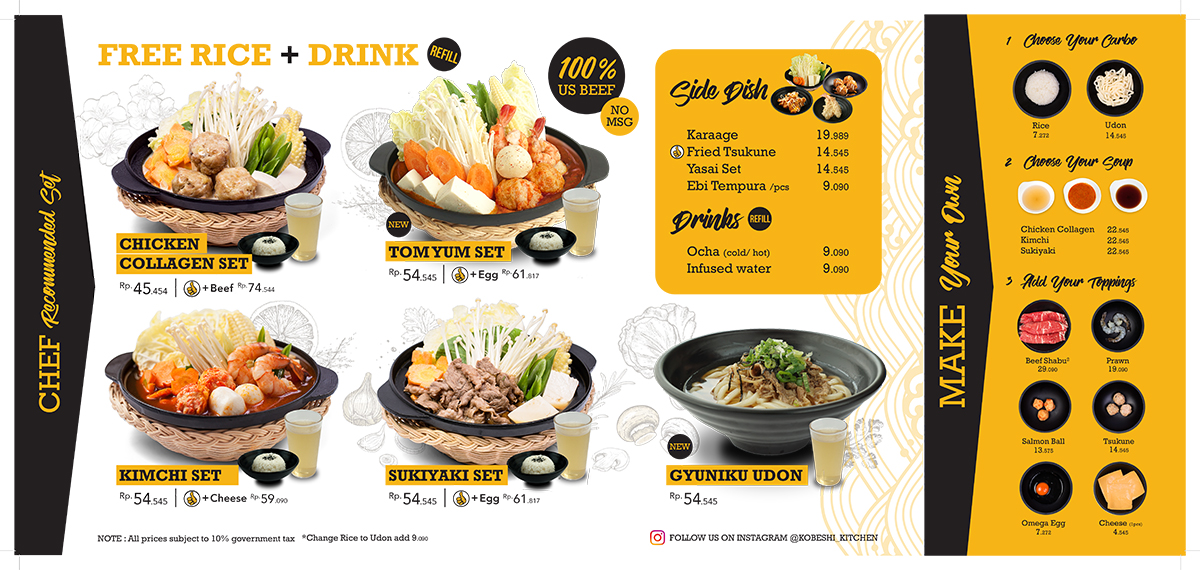 CHEF Recommended Set
FREE RICE + DRINK REFILL
100%
US BEEF
NO
MSG
CHICKEN
COLLAGEN SET
Rp. 45.454 +Beef Rp. 74.544
NEW
TOM YUM SET
Rp. 54.545 +Egg Rp. 61.817
KIMCHI SET
Rp. 54.545 +Cheese Rp. 59.090
SUKIYAKI SET
Rp. 54.545 +Egg Rp. 61.817
NEW
GYUNIKU UDON
Rp. 54.545
Side Dish
Karaage 19.989
Fried Tsukune 14.545
Yasai Set 14.545
Ebi Tempura /pcs 9.090
Drinks REFILL
Ocha (cold/ hot) 9.090
Infused water 9.090
NOTE : All prices subject to 10% government tax *Change Rice to Udon add 9.090
FOLLOW US ON INSTAGRAM @KOBESHI_KITCHEN
MAKE Your Own
1 Choose Your Carbo
Rice Udon
7.272 14.545
2 Choose Your Soup
Chicken Collagen 22.545
Kimchi 22.545
Sukiyaki 22.545
3 Add Your Toppings
Beef Shabu² Prawn
29.090 19.090
Salmon Ball Tsukune
13.575 14.545
Omega Egg Cheese (2pcs)
7.272 4.545